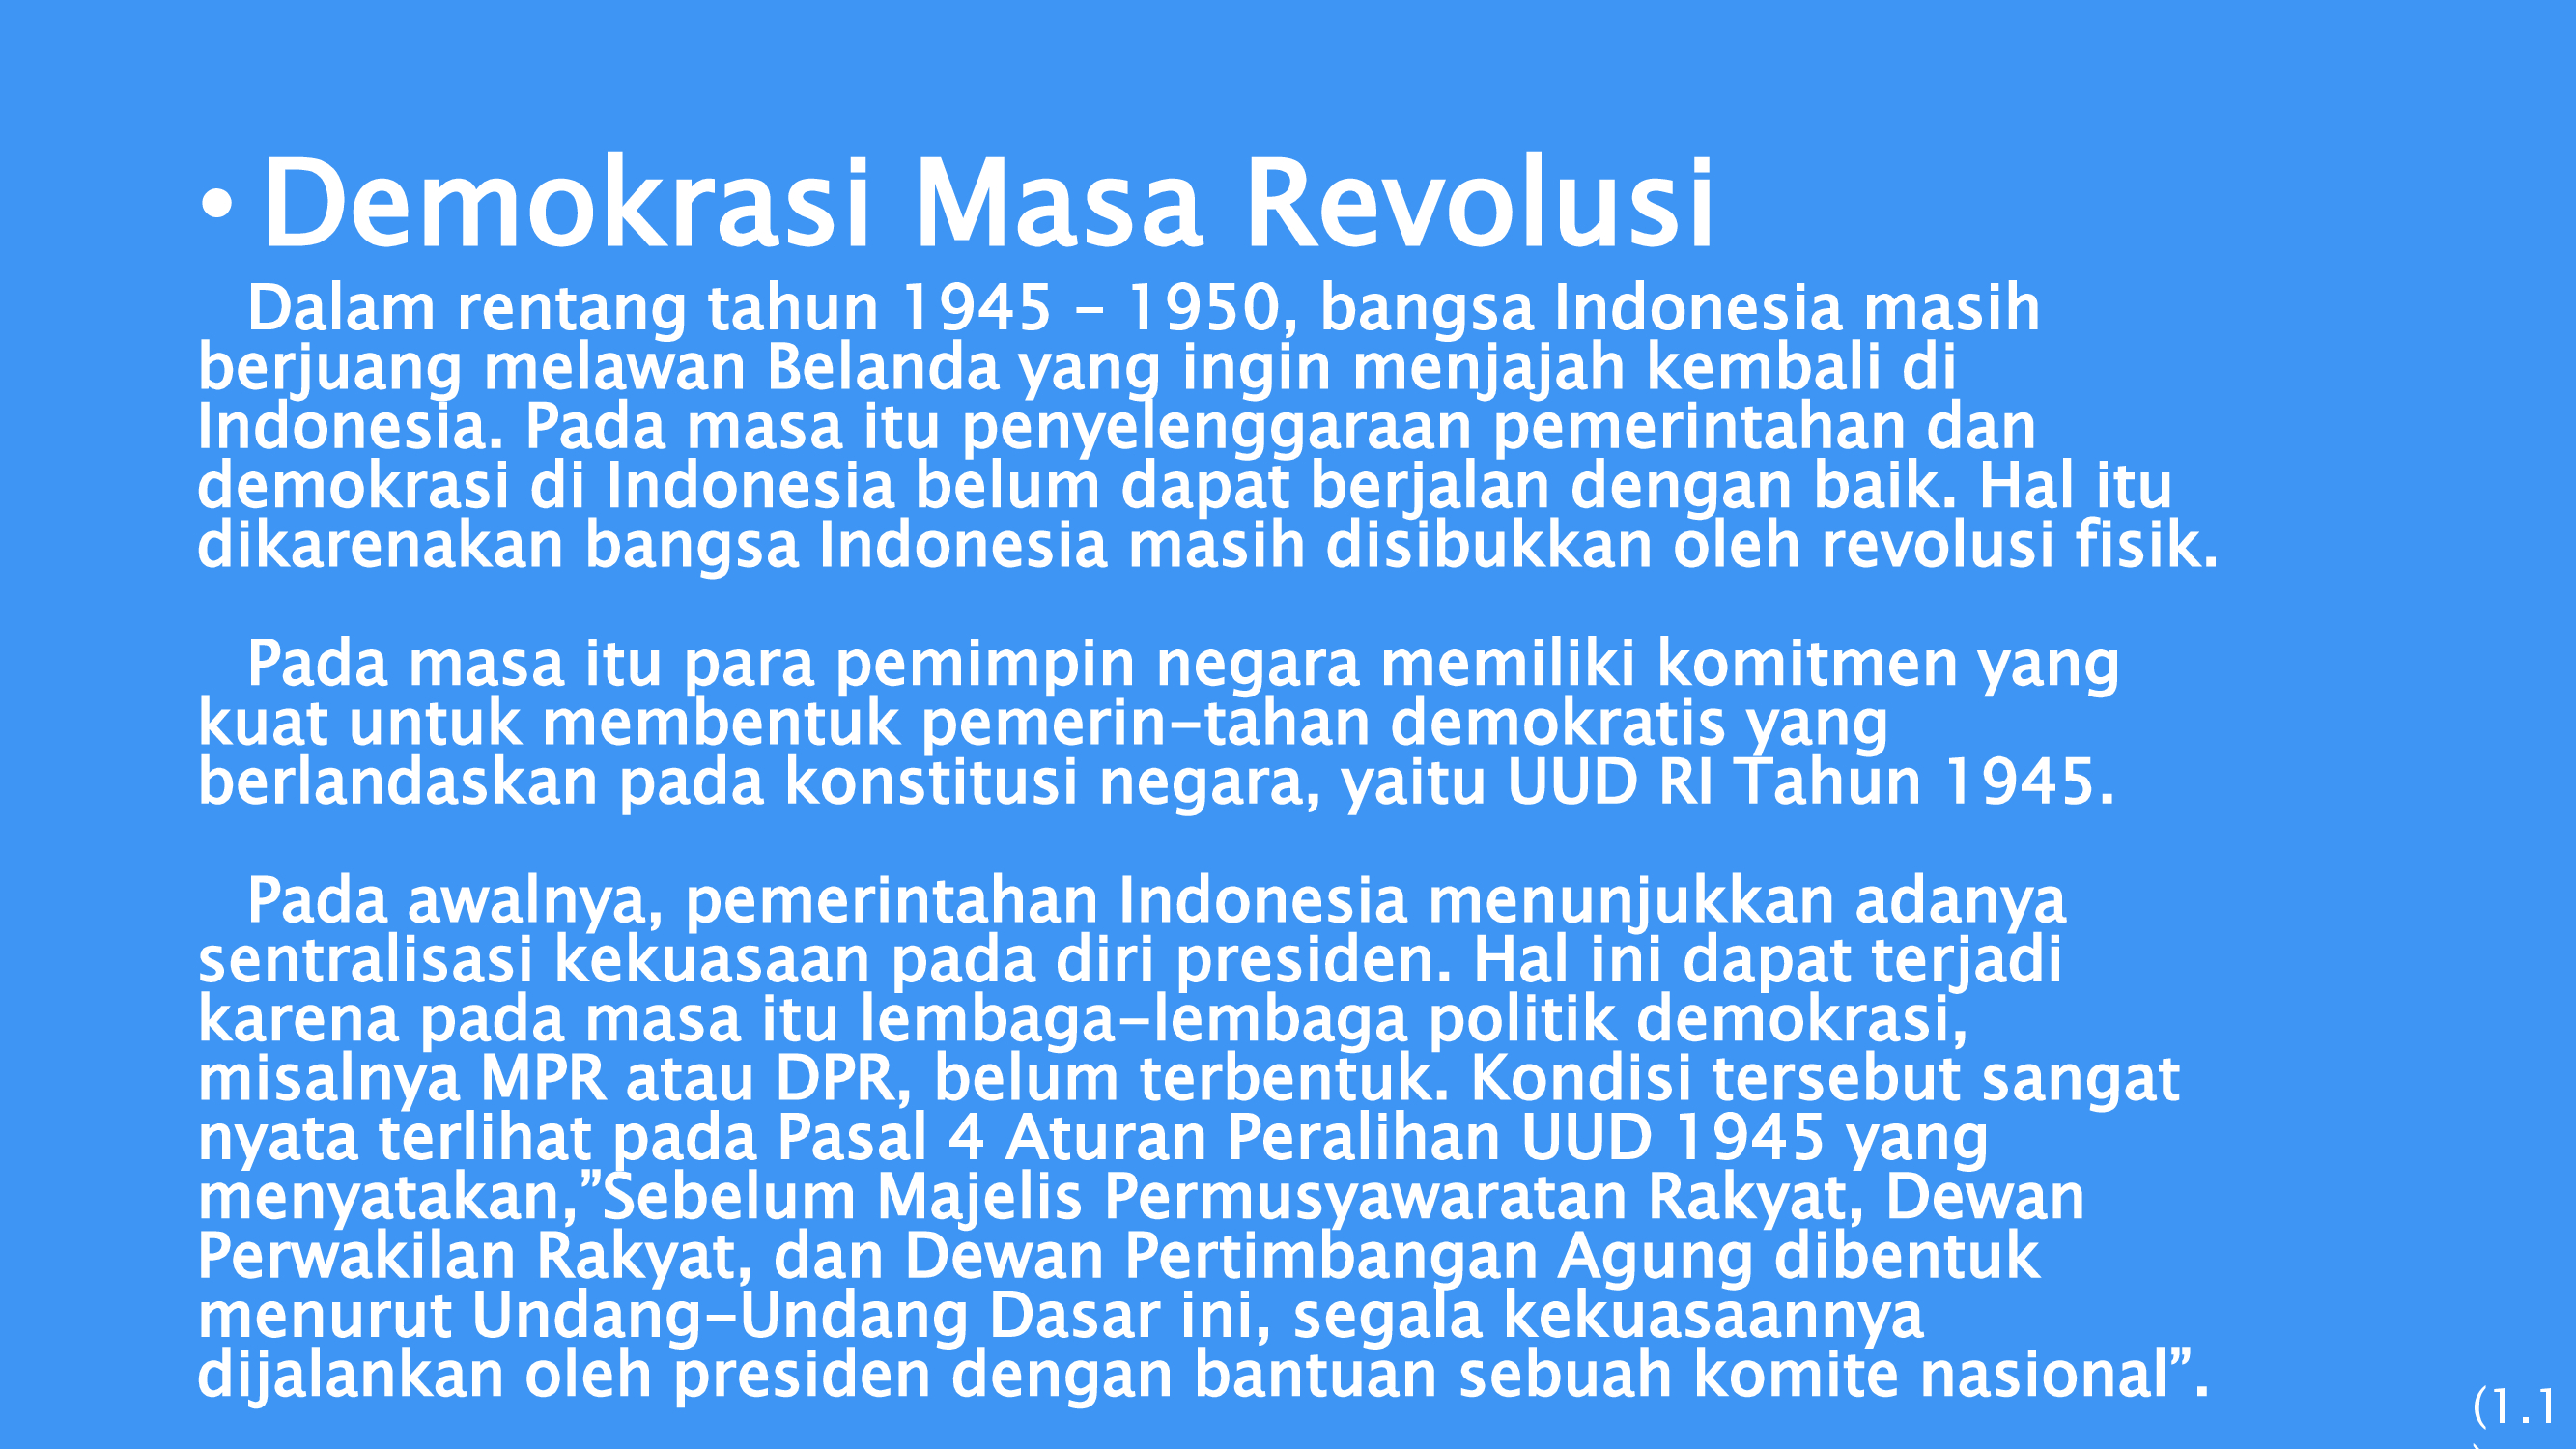 • Demokrasi Masa Revolusi
Dalam rentang tahun 1945 – 1950, bangsa Indonesia masih
berjuang melawan Belanda yang ingin menjajah kembali di
Indonesia. Pada masa itu penyelenggaraan pemerintahan dan
demokrasi di Indonesia belum dapat berjalan dengan baik. Hal itu
dikarenakan bangsa Indonesia masih disibukkan oleh revolusi fisik.
Pada masa itu para pemimpin negara memiliki komitmen yang
kuat untuk membentuk pemerin-tahan demokratis yang
berlandaskan pada konstitusi negara, yaitu UUD RI Tahun 1945.
Pada awalnya, pemerintahan Indonesia menunjukkan adanya
sentralisasi kekuasaan pada diri presiden. Hal ini dapat terjadi
karena pada masa itu lembaga-lembaga politik demokrasi,
misalnya MPR atau DPR, belum terbentuk. Kondisi tersebut sangat
nyata terlihat pada Pasal 4 Aturan Peralihan UUD 1945 yang
menyatakan,”Sebelum Majelis Permusyawaratan Rakyat, Dewan
Perwakilan Rakyat, dan Dewan Pertimbangan Agung dibentuk
menurut Undang-Undang Dasar ini, segala kekuasaannya
dijalankan oleh presiden dengan bantuan sebuah komite nasional”.
(1.1